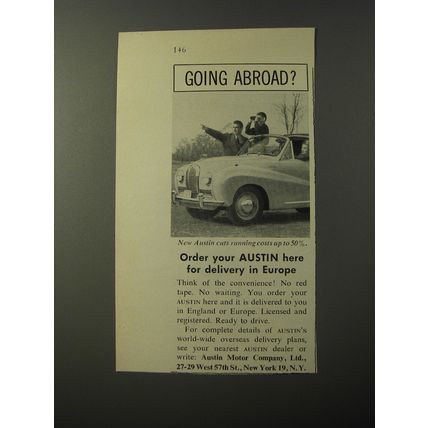 146
GOING ABROAD?
New Austin cuts running costs up to 50%.
Order your AUSTIN here
for delivery in Europe
Think of the convenience! No red
tape. No waiting. You order your
AUSTIN here and it is delivered to you
in England or Europe. Licensed and
registered. Ready to drive.
For complete details of AUSTIN'S
world-wide overseas delivery plans,
see your nearest AUSTIN dealer or
write: Austin Motor Company, Ltd.,
27-29 West 57th St., New York 19, N.Y.